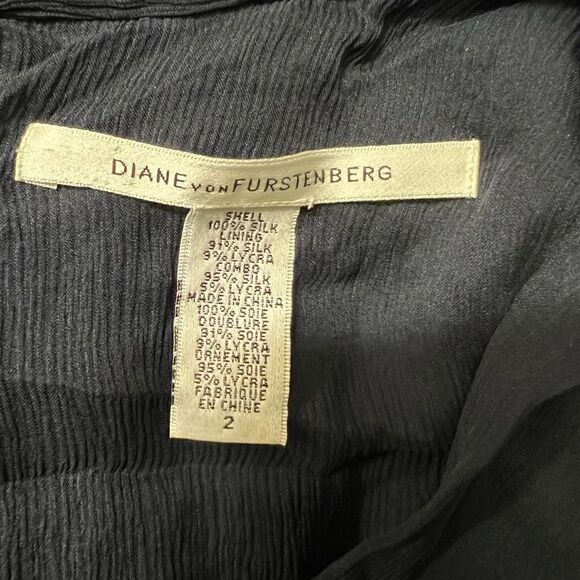 DIANE VON FURSTENBERG
SHELL
100% SILK
LINING
91% SILK
9% LYCRA
COMBO
95% SILK
5% LYCRA
MADE IN CHINA
100% SOIE
DOUBLURE
91% SOIE
9% LYCRA
ORNEMENT
95% SOIE
5% LYCRA
FABRIQUE
EN CHINE
2